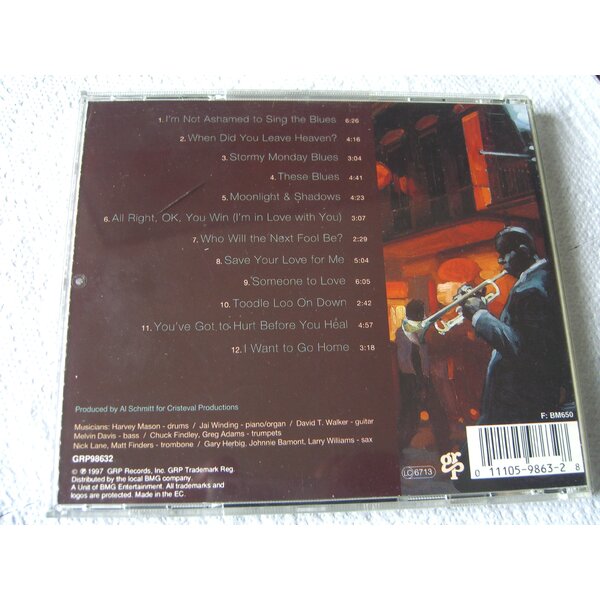 1. I'm Not Ashamed to Sing the Blues 6:26
2. When Did You Leave Heaven? 4:16
3. Stormy Monday Blues 3:04
4. These Blues 4:41
5. Moonlight & Shadows 4:23
6. All Right, OK, You Win (I'm in Love with You) 3:07
7. Who Will the Next Fool Be? 2:29
8. Save Your Love for Me 5:04
9. Someone to Love 6:05
10. Toodle Loo On Down 2:42
11. You've Got to Hurt Before You Heal 4:57
12. I Want to Go Home 3:18
Produced by Al Schmitt for Cristeval Productions
Musicians: Harvey Mason - drums / Jai Winding - piano/organ / David T. Walker - guitar
Melvin Davis - bass / Chuck Findley, Greg Adams - trumpets
Nick Lane, Matt Finders - trombone / Gary Herbig, Johnnie Bamont, Larry Williams - sax
GRP98632
© ℗ 1997 GRP Records, Inc. GRP Trademark Reg.
Distributed by the local BMG company.
A Unit of BMG Entertainment. All trademarks and
logos are protected. Made in the EC.
F: BM650
LC 6713
grp
0 11105-9863-2 8